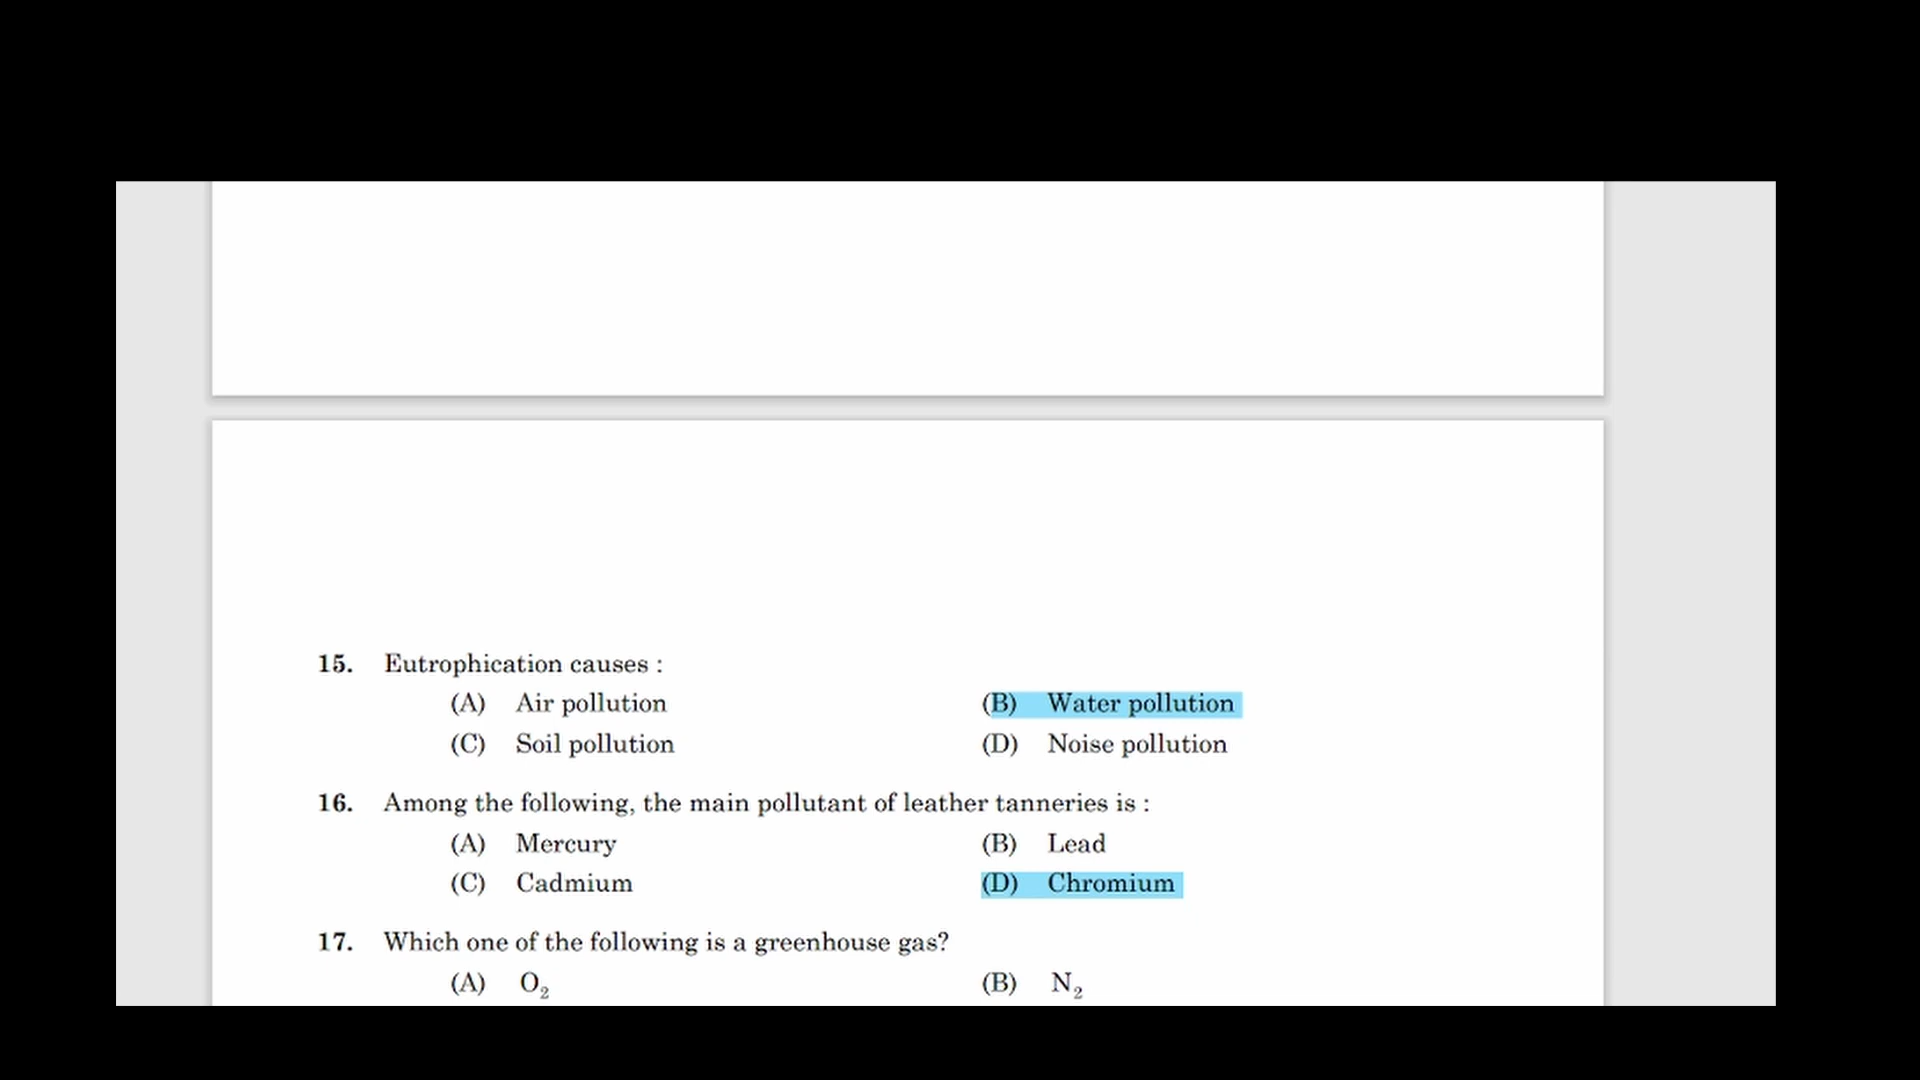 15. Eutrophication causes :
(A) Air pollution (B) Water pollution
(C) Soil pollution (D) Noise pollution
16. Among the following, the main pollutant of leather tanneries is :
(A) Mercury (B) Lead
(C) Cadmium (D) Chromium
17. Which one of the following is a greenhouse gas?
(A) O₂ (B) N₂